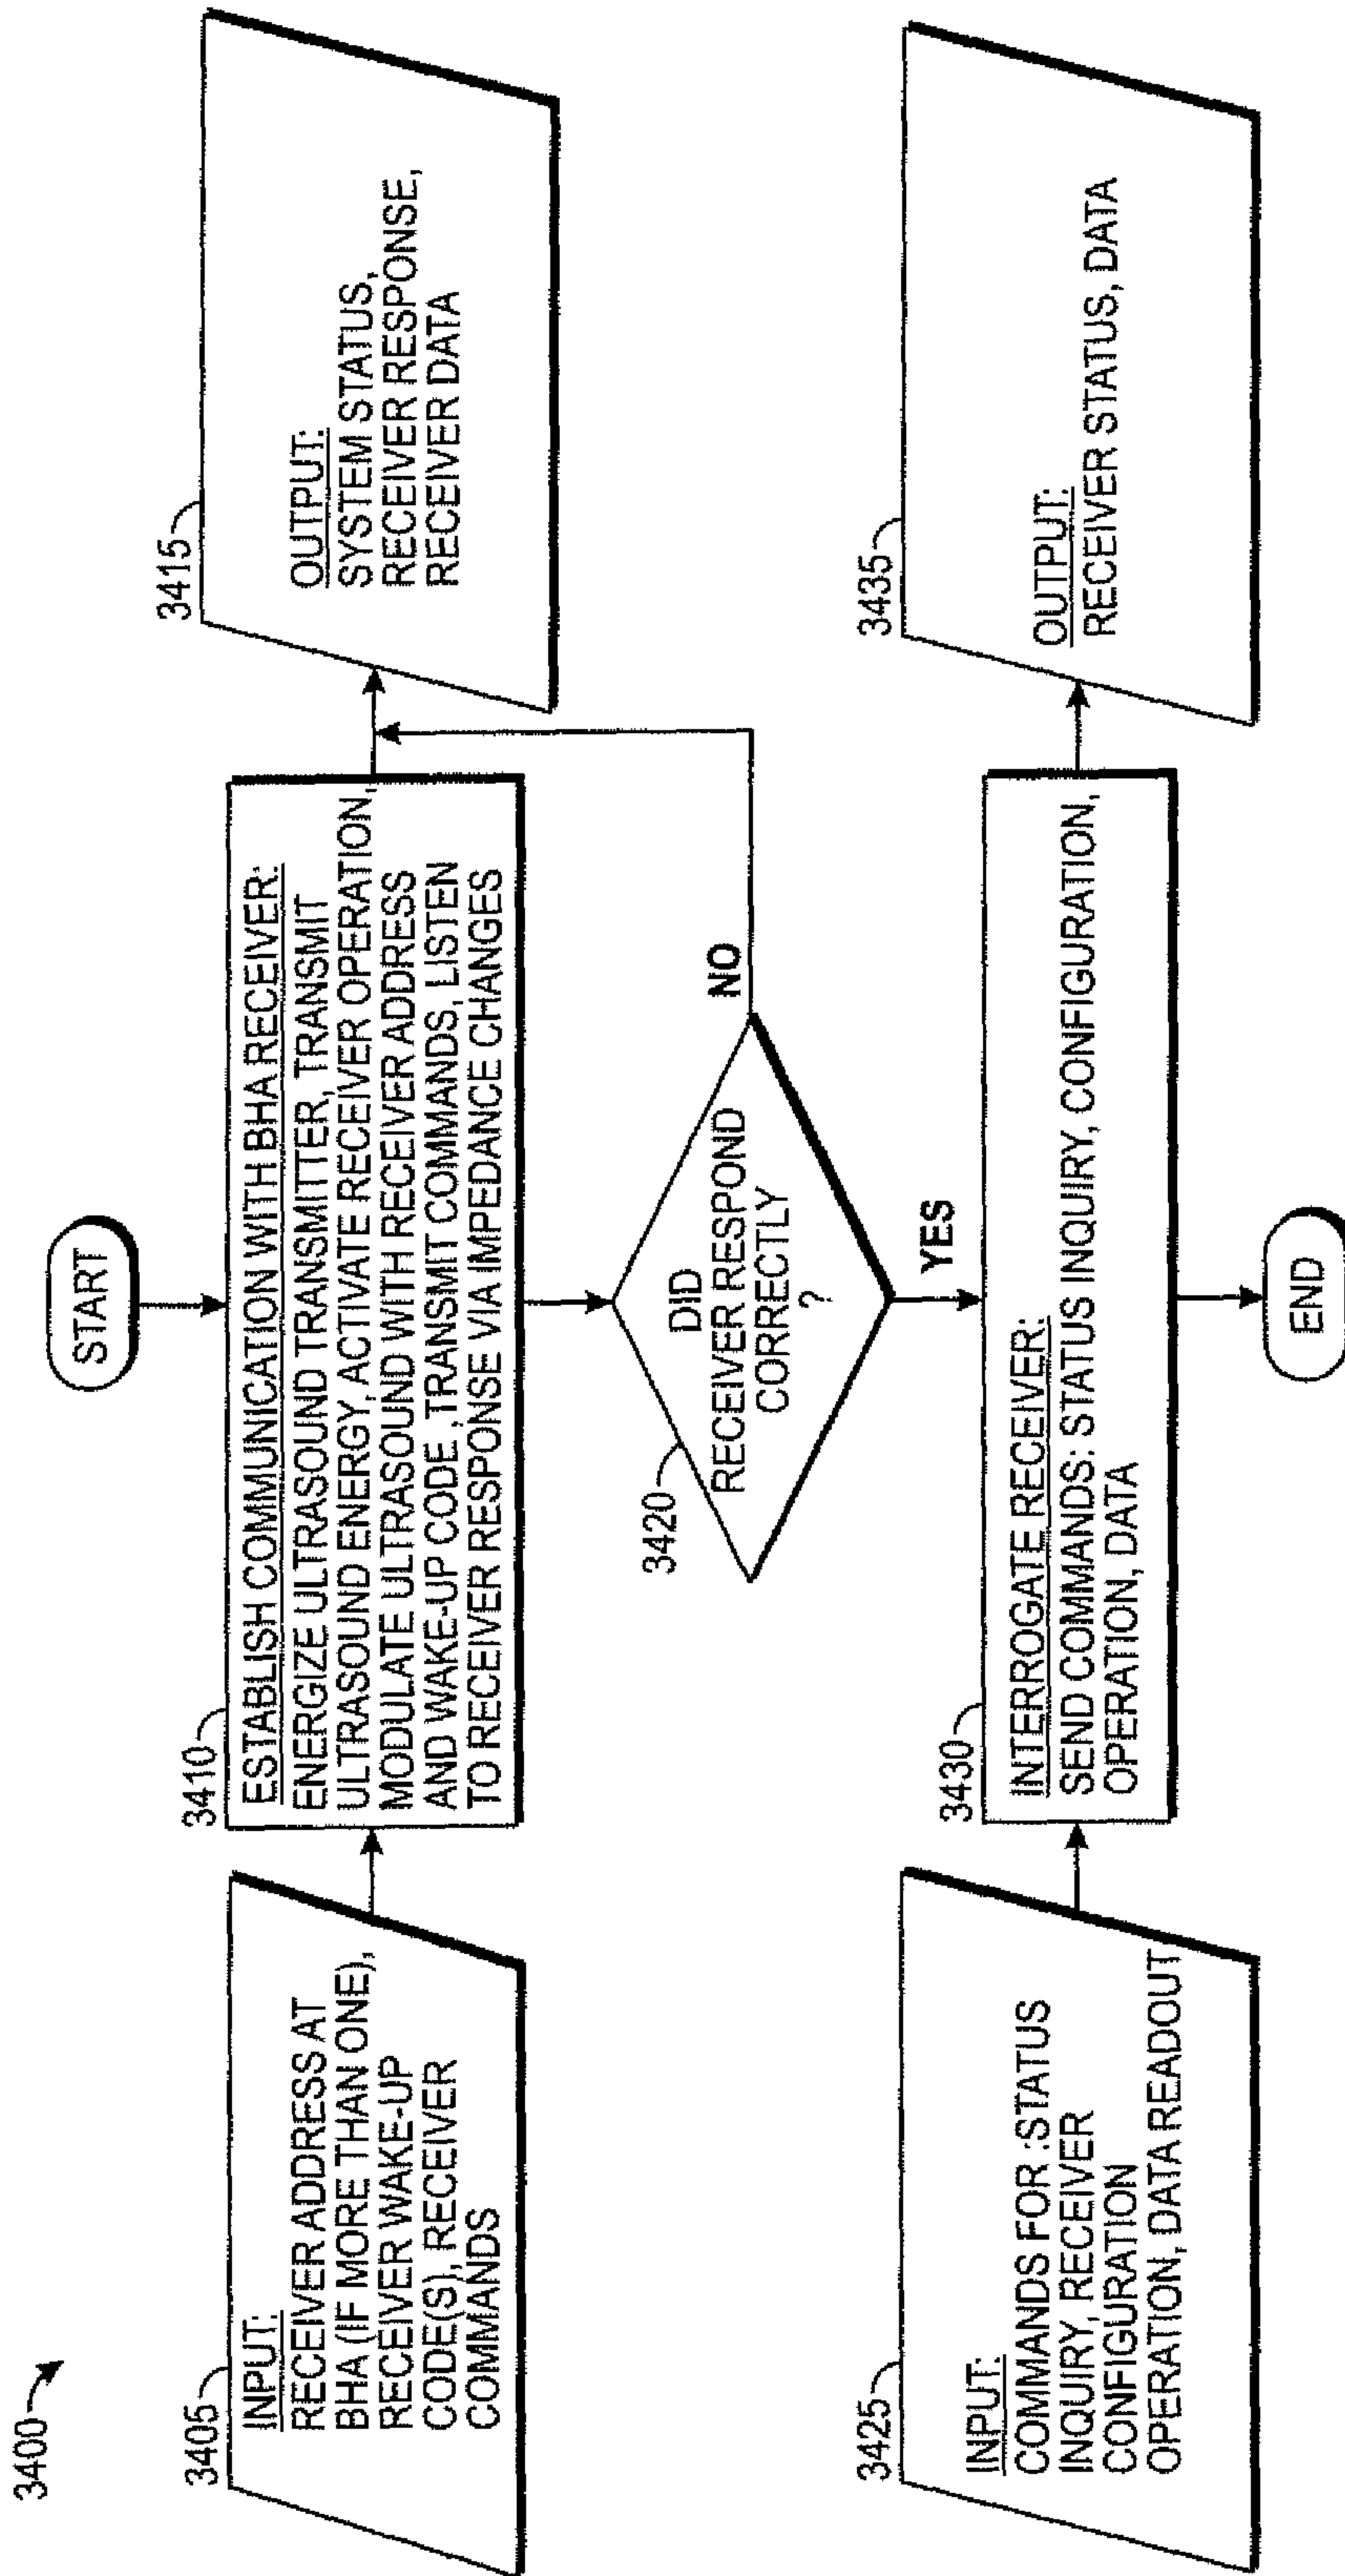 3400
START
3405
INPUT:
RECEIVER ADDRESS AT
BHA (IF MORE THAN ONE),
RECEIVER WAKE-UP
CODE(S), RECEIVER
COMMANDS
3410
ESTABLISH COMMUNICATION WITH BHA RECEIVER:
ENERGIZE ULTRASOUND TRANSMITTER, TRANSMIT
ULTRASOUND ENERGY, ACTIVATE RECEIVER OPERATION,
MODULATE ULTRASOUND WITH RECEIVER ADDRESS
AND WAKE-UP CODE ,TRANSMIT COMMANDS, LISTEN
TO RECEIVER RESPONSE VIA IMPEDANCE CHANGES
3415
OUTPUT:
SYSTEM STATUS,
RECEIVER RESPONSE,
RECEIVER DATA
3420
DID
RECEIVER RESPOND
CORRECTLY
?
NO
YES
3425
INPUT:
COMMANDS FOR :STATUS
INQUIRY, RECEIVER
CONFIGURATION
OPERATION, DATA READOUT
3430
INTERROGATE RECEIVER:
SEND COMMANDS: STATUS INQUIRY, CONFIGURATION,
OPERATION, DATA
3435
OUTPUT:
RECEIVER STATUS, DATA
END